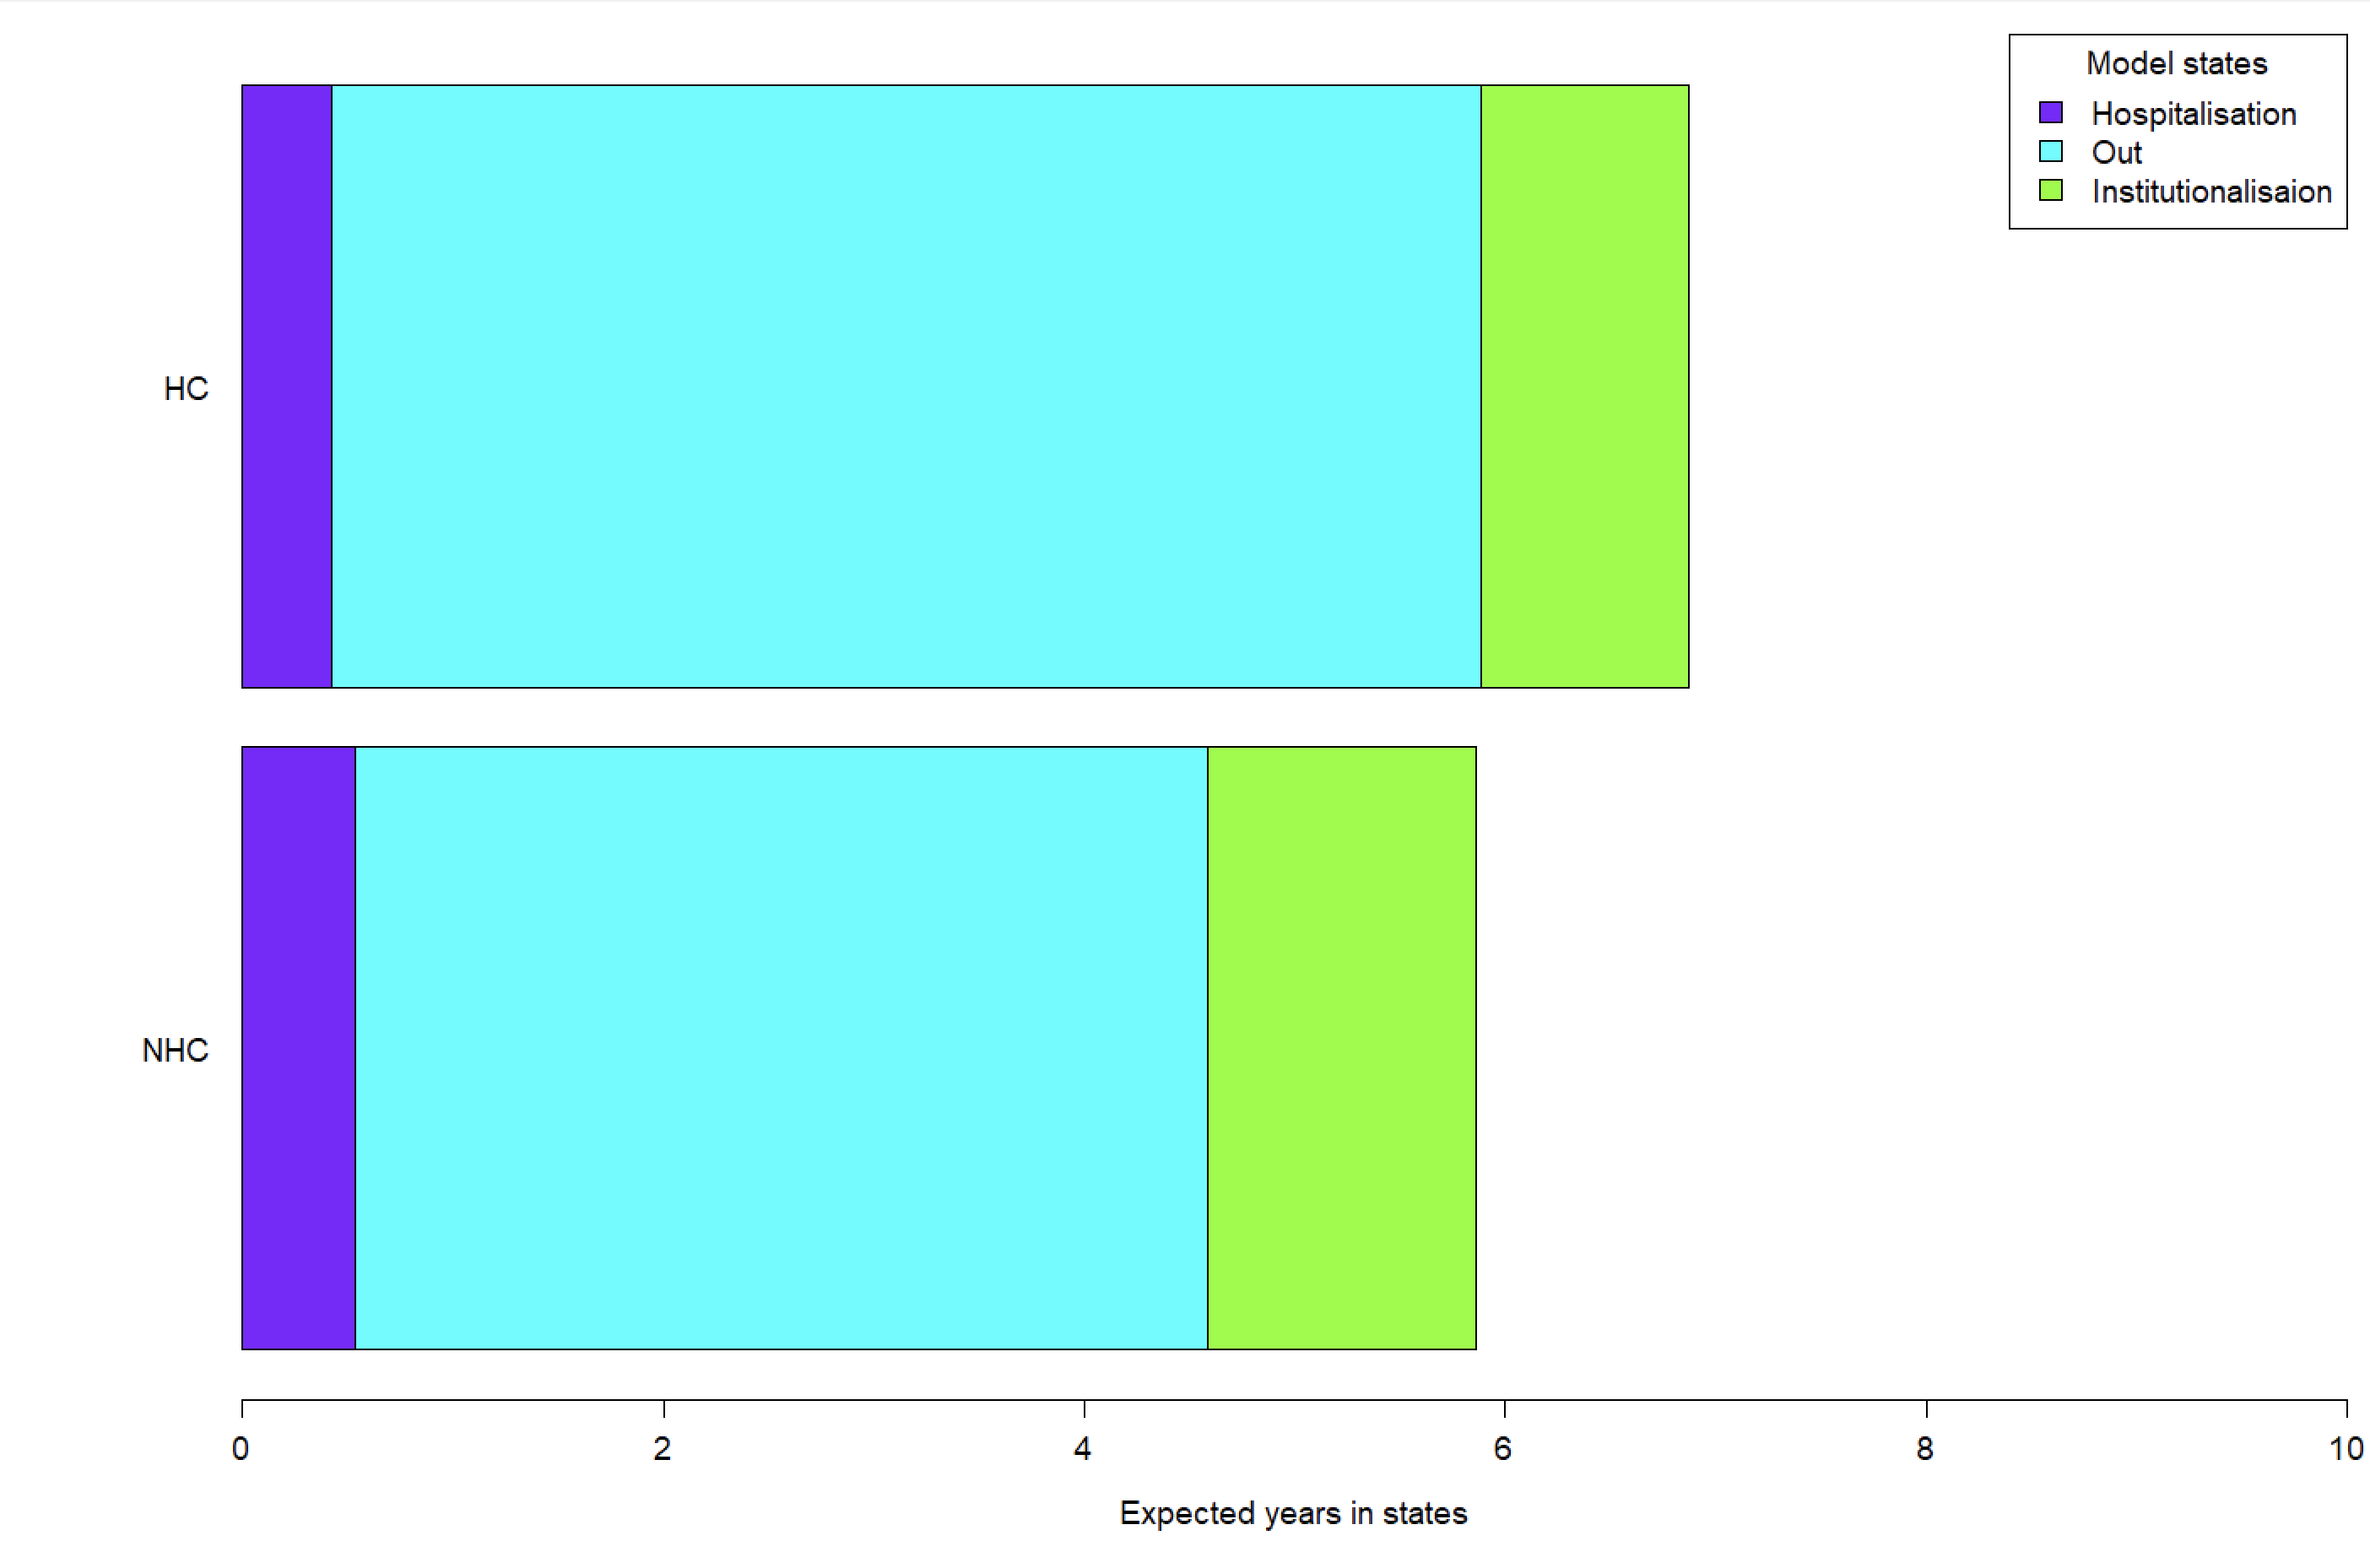 Model states
Hospitalisation
Out
Institutionalisaion
HC
NHC
0 2 4 6 8 10
Expected years in states